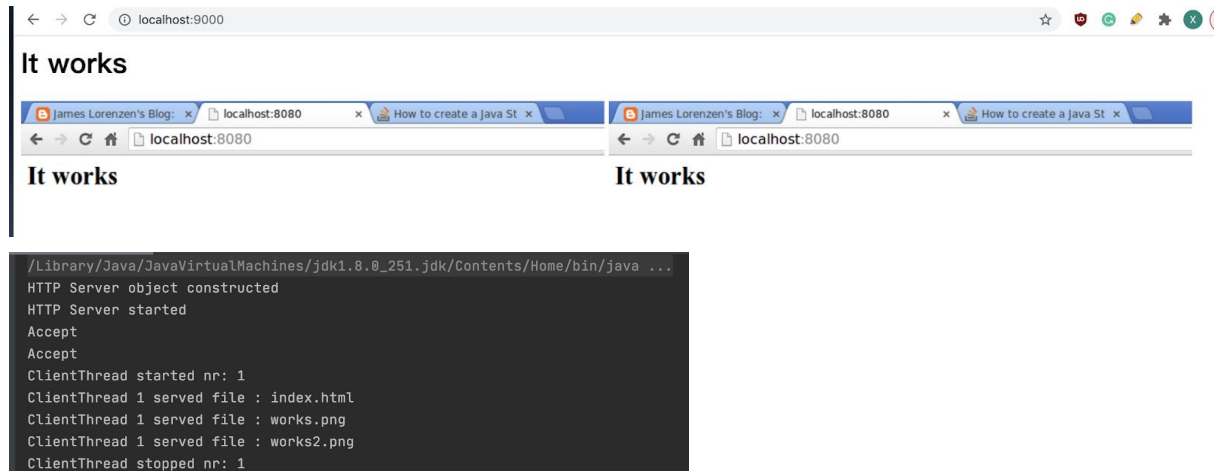 localhost:9000
It works
James Lorenzen's Blog: localhost:8080 How to create a Java St
localhost:8080
It works
James Lorenzen's Blog: localhost:8080 How to create a Java St
localhost:8080
It works
/Library/Java/JavaVirtualMachines/jdk1.8.0_251.jdk/Contents/Home/bin/java ...
HTTP Server object constructed
HTTP Server started
Accept
Accept
ClientThread started nr: 1
ClientThread 1 served file : index.html
ClientThread 1 served file : works.png
ClientThread 1 served file : works2.png
ClientThread stopped nr: 1